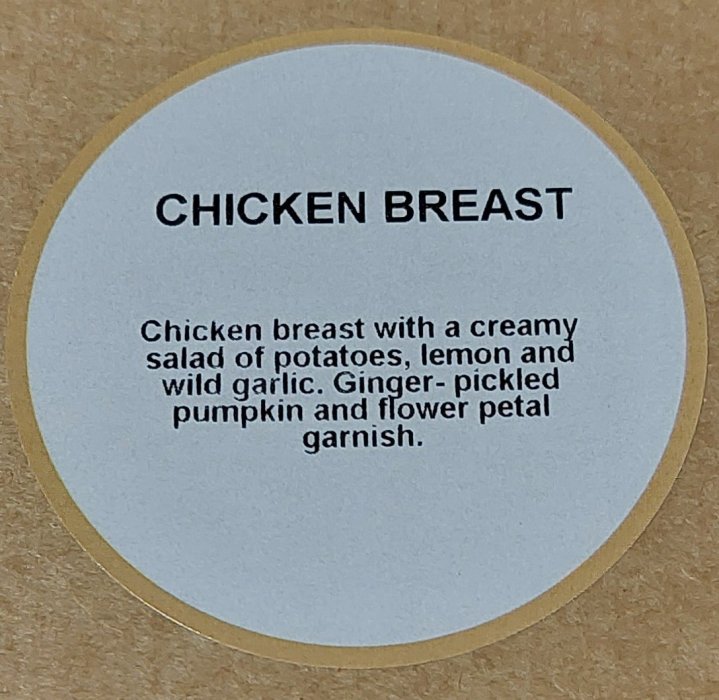 CHICKEN BREAST
Chicken breast with a creamy
salad of potatoes, lemon and
wild garlic. Ginger- pickled
pumpkin and flower petal
garnish.